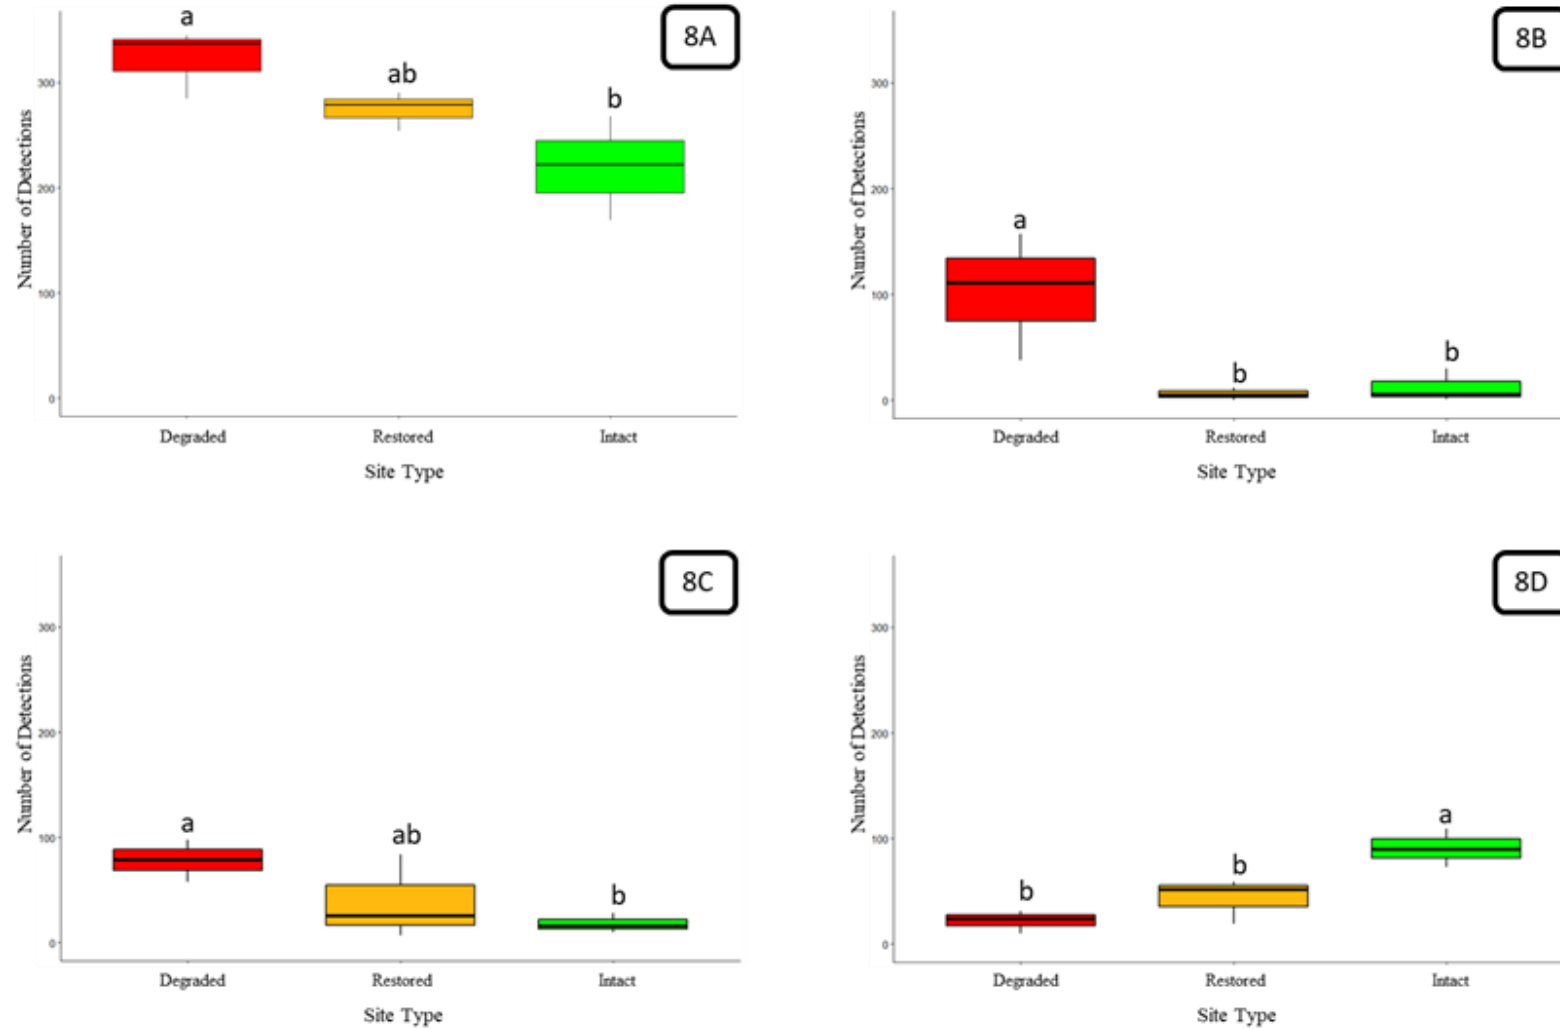 8A
a
ab
b
Number of Detections
300
200
100
0
Degraded Restored Intact
Site Type
8B
a
b
b
Number of Detections
300
200
100
0
Degraded Restored Intact
Site Type
8C
a
ab
b
Number of Detections
300
200
100
0
Degraded Restored Intact
Site Type
8D
b
b
a
Number of Detections
300
200
100
0
Degraded Restored Intact
Site Type